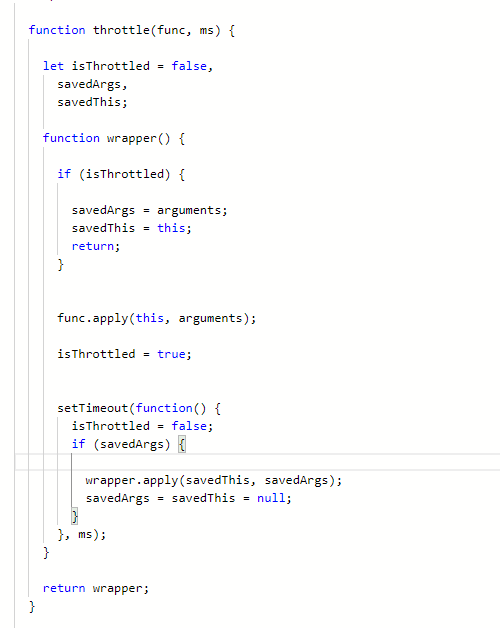 function throttle(func, ms) {
let isThrottled = false,
savedArgs,
savedThis;
function wrapper() {
if (isThrottled) {
savedArgs = arguments;
savedThis = this;
return;
}
func.apply(this, arguments);
isThrottled = true;
setTimeout(function() {
isThrottled = false;
if (savedArgs) {
wrapper.apply(savedThis, savedArgs);
savedArgs = savedThis = null;
}
}, ms);
}
return wrapper;
}